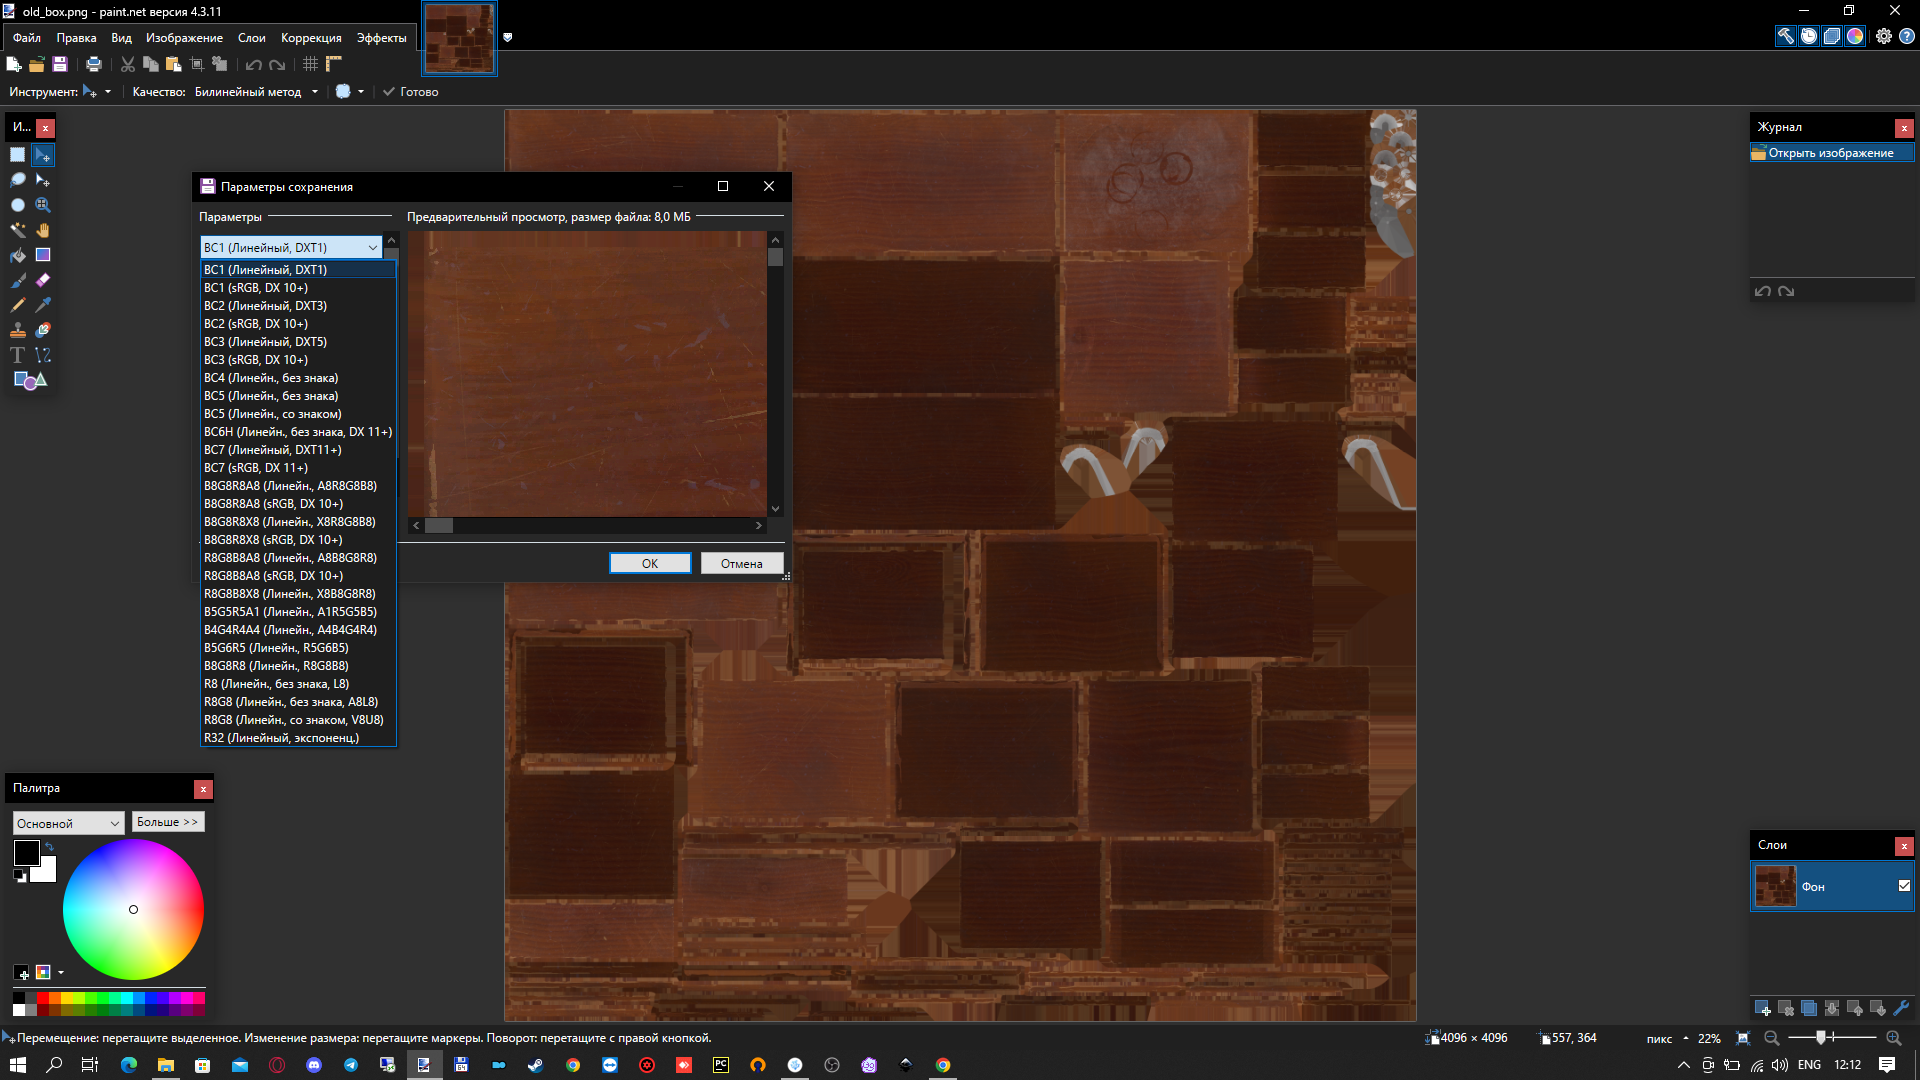 old_box.png - paint.net версия 4.3.11
Файл Правка Вид Изображение Слои Коррекция Эффекты
Инструмент: Качество: Билинейный метод Готово
И...
Журнал
Открыть изображение
Параметры сохранения
Параметры
Предварительный просмотр, размер файла: 8,0 МБ
BC1 (Линейный, DXT1)
BC1 (Линейный, DXT1)
BC1 (sRGB, DX 10+)
BC2 (Линейный, DXT3)
BC2 (sRGB, DX 10+)
BC3 (Линейный, DXT5)
BC3 (sRGB, DX 10+)
BC4 (Линейн., без знака)
BC5 (Линейн., без знака)
BC5 (Линейн., со знаком)
BC6H (Линейн., без знака, DX 11+)
BC7 (Линейный, DXT11+)
BC7 (sRGB, DX 11+)
B8G8R8A8 (Линейн., A8R8G8B8)
B8G8R8A8 (sRGB, DX 10+)
B8G8R8X8 (Линейн., X8R8G8B8)
B8G8R8X8 (sRGB, DX 10+)
R8G8B8A8 (Линейн., A8B8G8R8)
R8G8B8A8 (sRGB, DX 10+)
R8G8B8X8 (Линейн., X8B8G8R8)
B5G5R5A1 (Линейн., A1R5G5B5)
B4G4R4A4 (Линейн., A4B4G4R4)
B5G6R5 (Линейн., R5G6B5)
B8G8R8 (Линейн., R8G8B8)
R8 (Линейн., без знака, L8)
R8G8 (Линейн., без знака, A8L8)
R8G8 (Линейн., со знаком, V8U8)
R32 (Линейный, экспоненц.)
OK Отмена
Палитра
Основной Больше >>
Слои
Фон
Перемещение: перетащите выделенное. Изменение размера: перетащите маркеры. Поворот: перетащите с правой кнопкой.
4096 × 4096 557, 364 пикс 22%
ENG 12:12